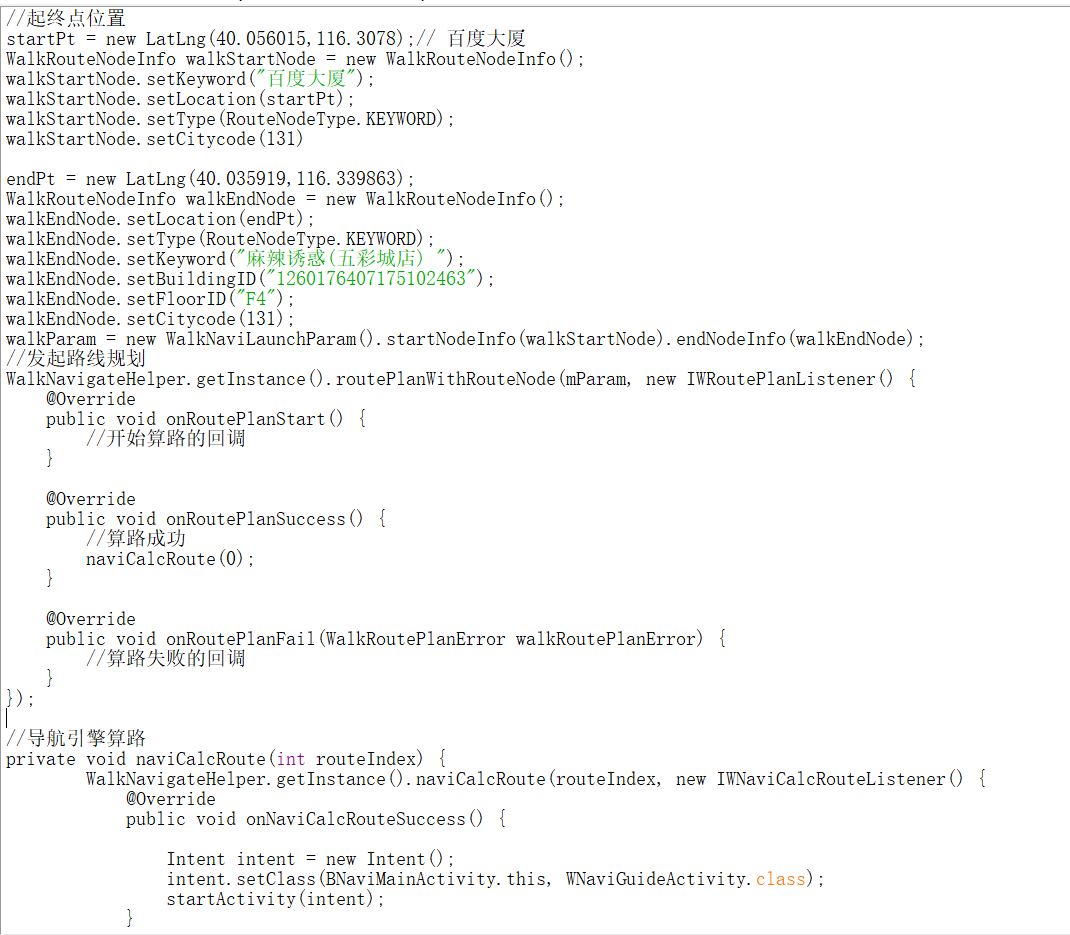 //起终点位置
startPt = new LatLng(40.056015,116.3078);// 百度大厦
WalkRouteNodeInfo walkStartNode = new WalkRouteNodeInfo();
walkStartNode.setKeyword("百度大厦");
walkStartNode.setLocation(startPt);
walkStartNode.setType(RouteNodeType.KEYWORD);
walkStartNode.setCitycode(131)

endPt = new LatLng(40.035919,116.339863);
WalkRouteNodeInfo walkEndNode = new WalkRouteNodeInfo();
walkEndNode.setLocation(endPt);
walkEndNode.setType(RouteNodeType.KEYWORD);
walkEndNode.setKeyword("麻辣诱惑(五彩城店) ");
walkEndNode.setBuildingID("1260176407175102463");
walkEndNode.setFloorID("F4");
walkEndNode.setCitycode(131);
walkParam = new WalkNaviLaunchParam().startNodeInfo(walkStartNode).endNodeInfo(walkEndNode);
//发起路线规划
WalkNavigateHelper.getInstance().routePlanWithRouteNode(mParam, new IWRoutePlanListener() {
    @Override
    public void onRoutePlanStart() {
        //开始算路的回调
    }

    @Override
    public void onRoutePlanSuccess() {
        //算路成功
        naviCalcRoute(0);
    }

    @Override
    public void onRoutePlanFail(WalkRoutePlanError walkRoutePlanError) {
        //算路失败的回调
    }
});

//导航引擎算路
private void naviCalcRoute(int routeIndex) {
        WalkNavigateHelper.getInstance().naviCalcRoute(routeIndex, new IWNaviCalcRouteListener() {
            @Override
            public void onNaviCalcRouteSuccess() {

                Intent intent = new Intent();
                intent.setClass(BNaviMainActivity.this, WNaviGuideActivity.class);
                startActivity(intent);
            }